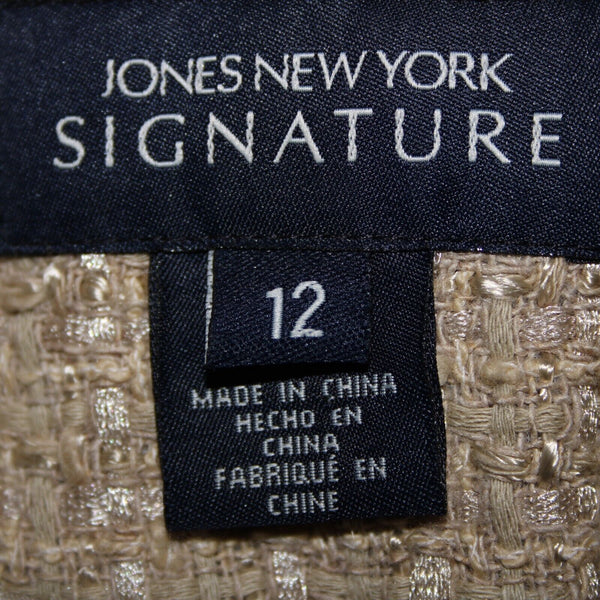 JONES NEW YORK
SIGNATURE
12
MADE IN CHINA
HECHO EN
CHINA
FABRIQUÉ EN
CHINE